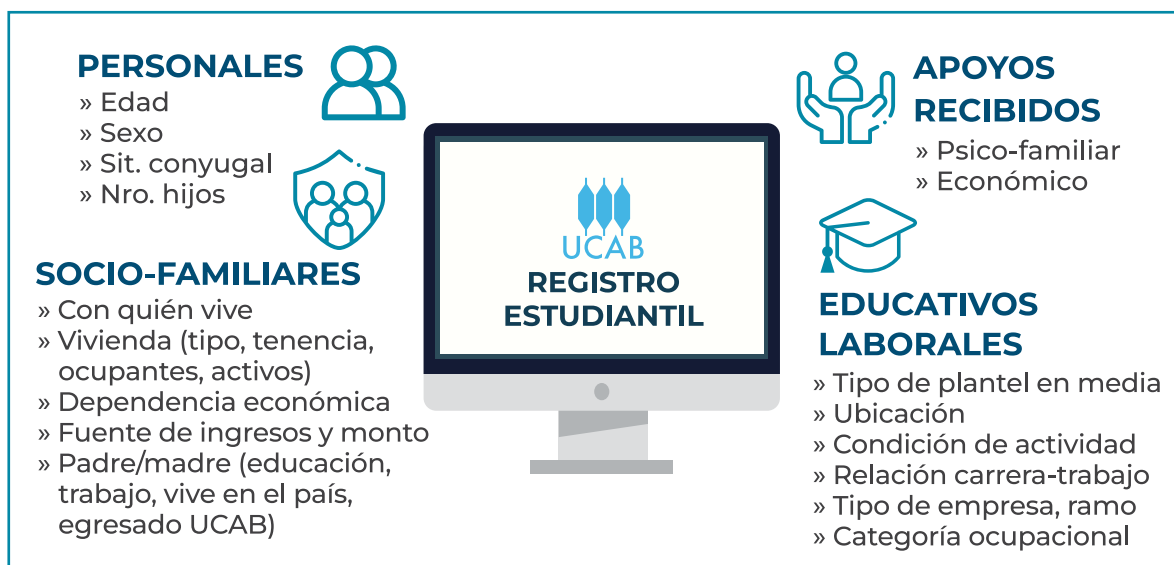 PERSONALES
» Edad
» Sexo
» Sit. conyugal
» Nro. hijos
SOCIO-FAMILIARES
» Con quién vive
» Vivienda (tipo, tenencia,
ocupantes, activos)
» Dependencia económica
» Fuente de ingresos y monto
» Padre/madre (educación,
trabajo, vive en el país,
egresado UCAB)
UCAB
REGISTRO
ESTUDIANTIL
APOYOS
RECIBIDOS
» Psico-familiar
» Económico
EDUCATIVOS
LABORALES
» Tipo de plantel en media
» Ubicación
» Condición de actividad
» Relación carrera-trabajo
» Tipo de empresa, ramo
» Categoría ocupacional